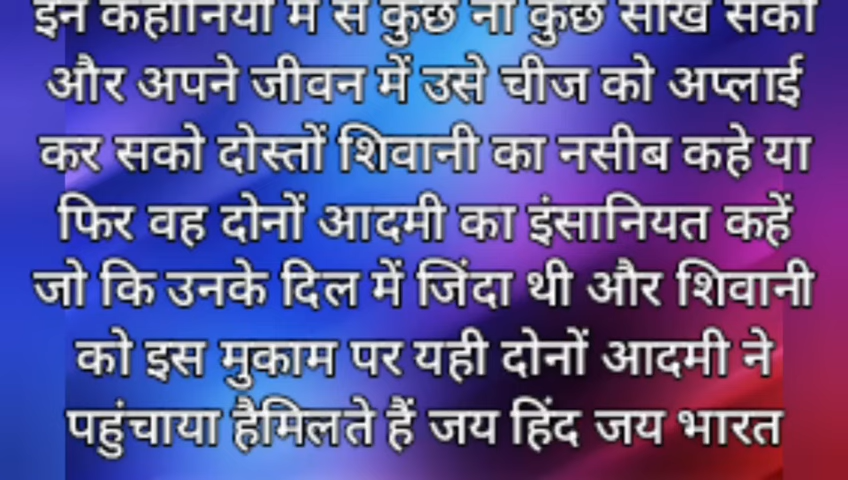 इन कहानियों में से कुछ ना कुछ सीख सको
और अपने जीवन में उसे चीज को अप्लाई
कर सको दोस्तों शिवानी का नसीब कहे या
फिर वह दोनों आदमी का इंसानियत कहें
जो कि उनके दिल में जिंदा थी और शिवानी
को इस मुकाम पर यही दोनों आदमी ने
पहुंचाया हैमिलते हैं जय हिंद जय भारत